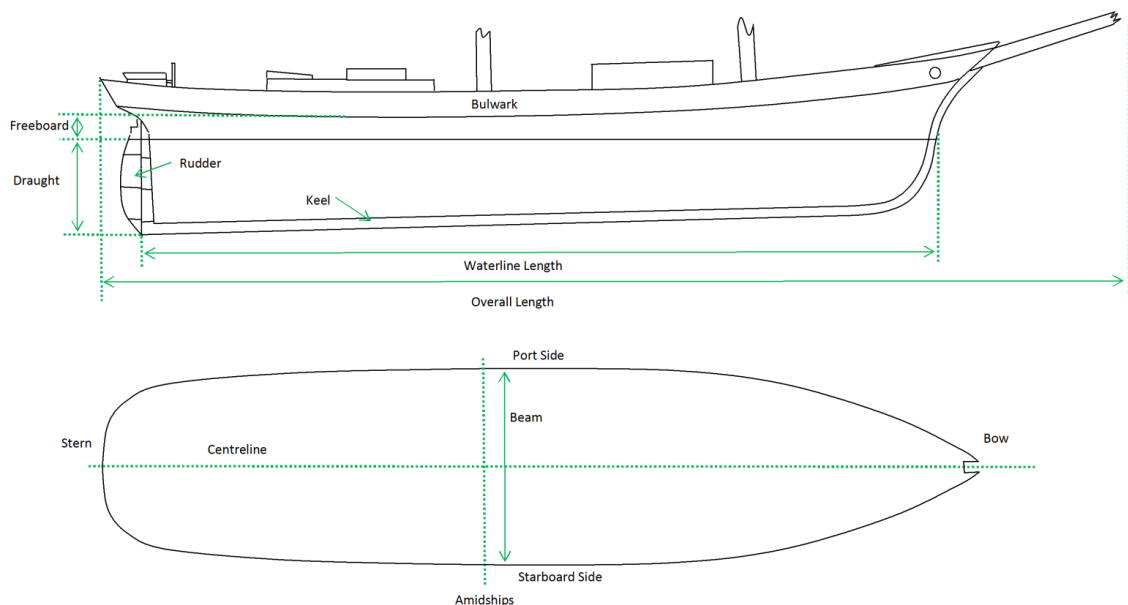 Bulwark
Freeboard
Rudder
Draught
Keel
Waterline Length
Overall Length
Port Side
Beam
Stern
Centreline
Bow
Starboard Side
Amidships